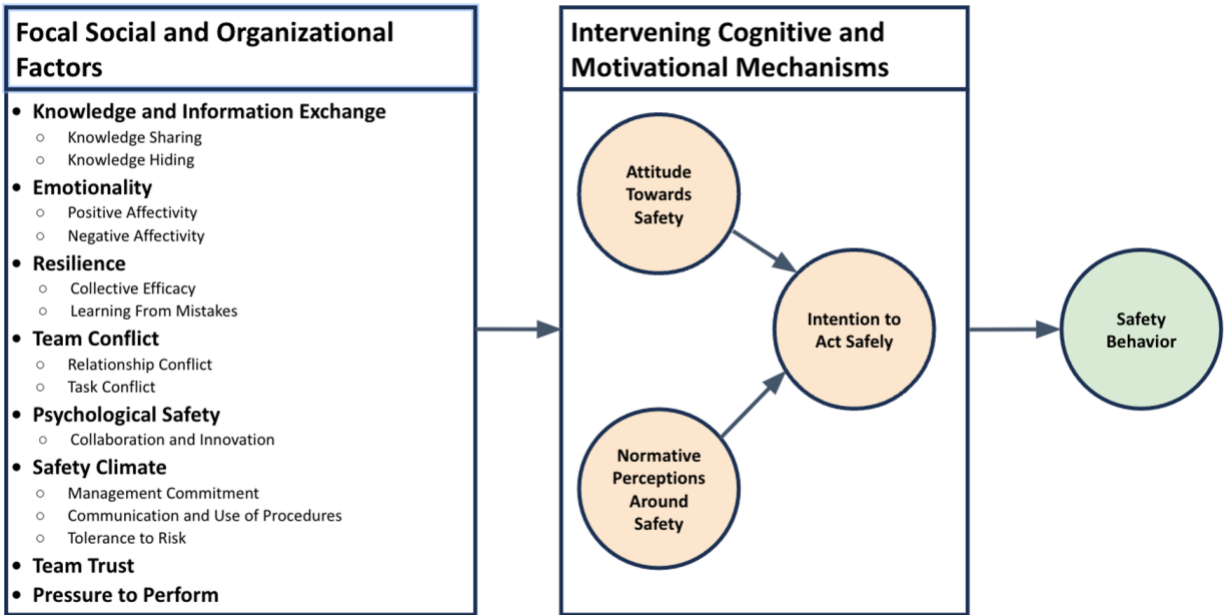 Focal Social and Organizational
Factors
• Knowledge and Information Exchange
○ Knowledge Sharing
○ Knowledge Hiding
• Emotionality
○ Positive Affectivity
○ Negative Affectivity
• Resilience
○ Collective Efficacy
○ Learning From Mistakes
• Team Conflict
○ Relationship Conflict
○ Task Conflict
• Psychological Safety
○ Collaboration and Innovation
• Safety Climate
○ Management Commitment
○ Communication and Use of Procedures
○ Tolerance to Risk
• Team Trust
• Pressure to Perform
Intervening Cognitive and
Motivational Mechanisms
Attitude
Towards
Safety
Normative
Perceptions
Around
Safety
Intention to
Act Safely
Safety
Behavior